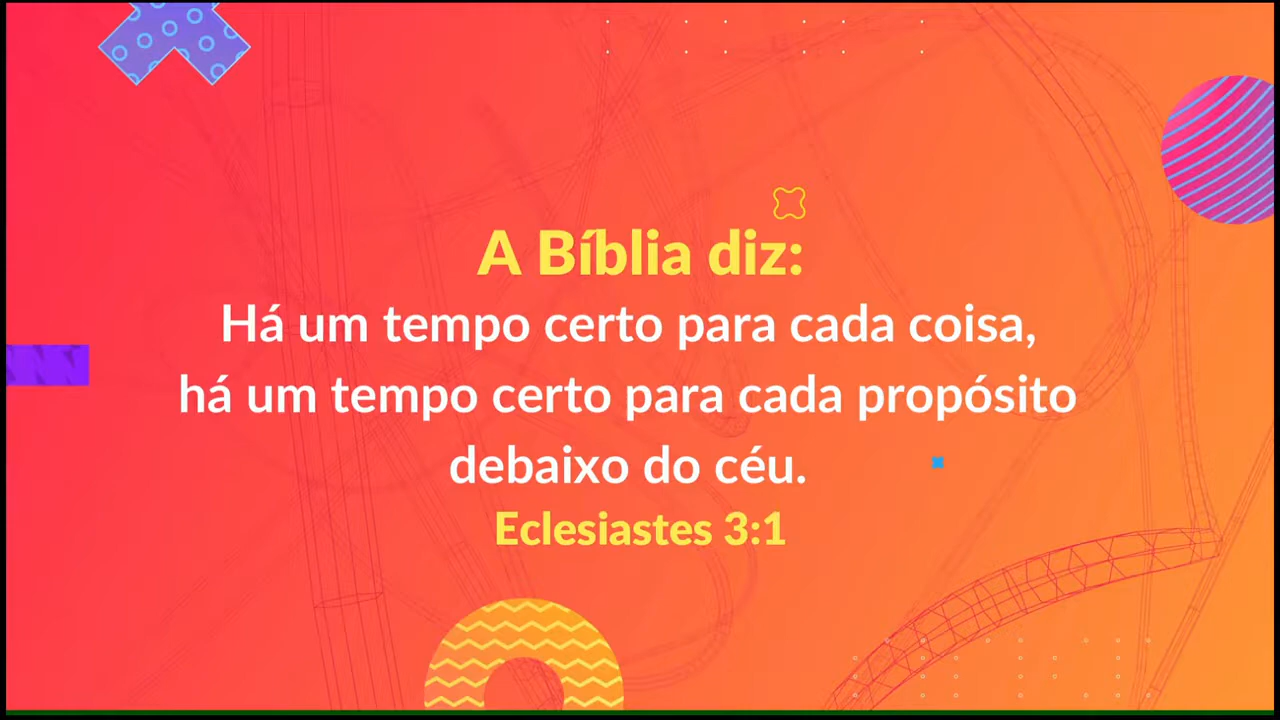 A Bíblia diz:
Há um tempo certo para cada coisa,
há um tempo certo para cada propósito
debaixo do céu.
Eclesiastes 3:1